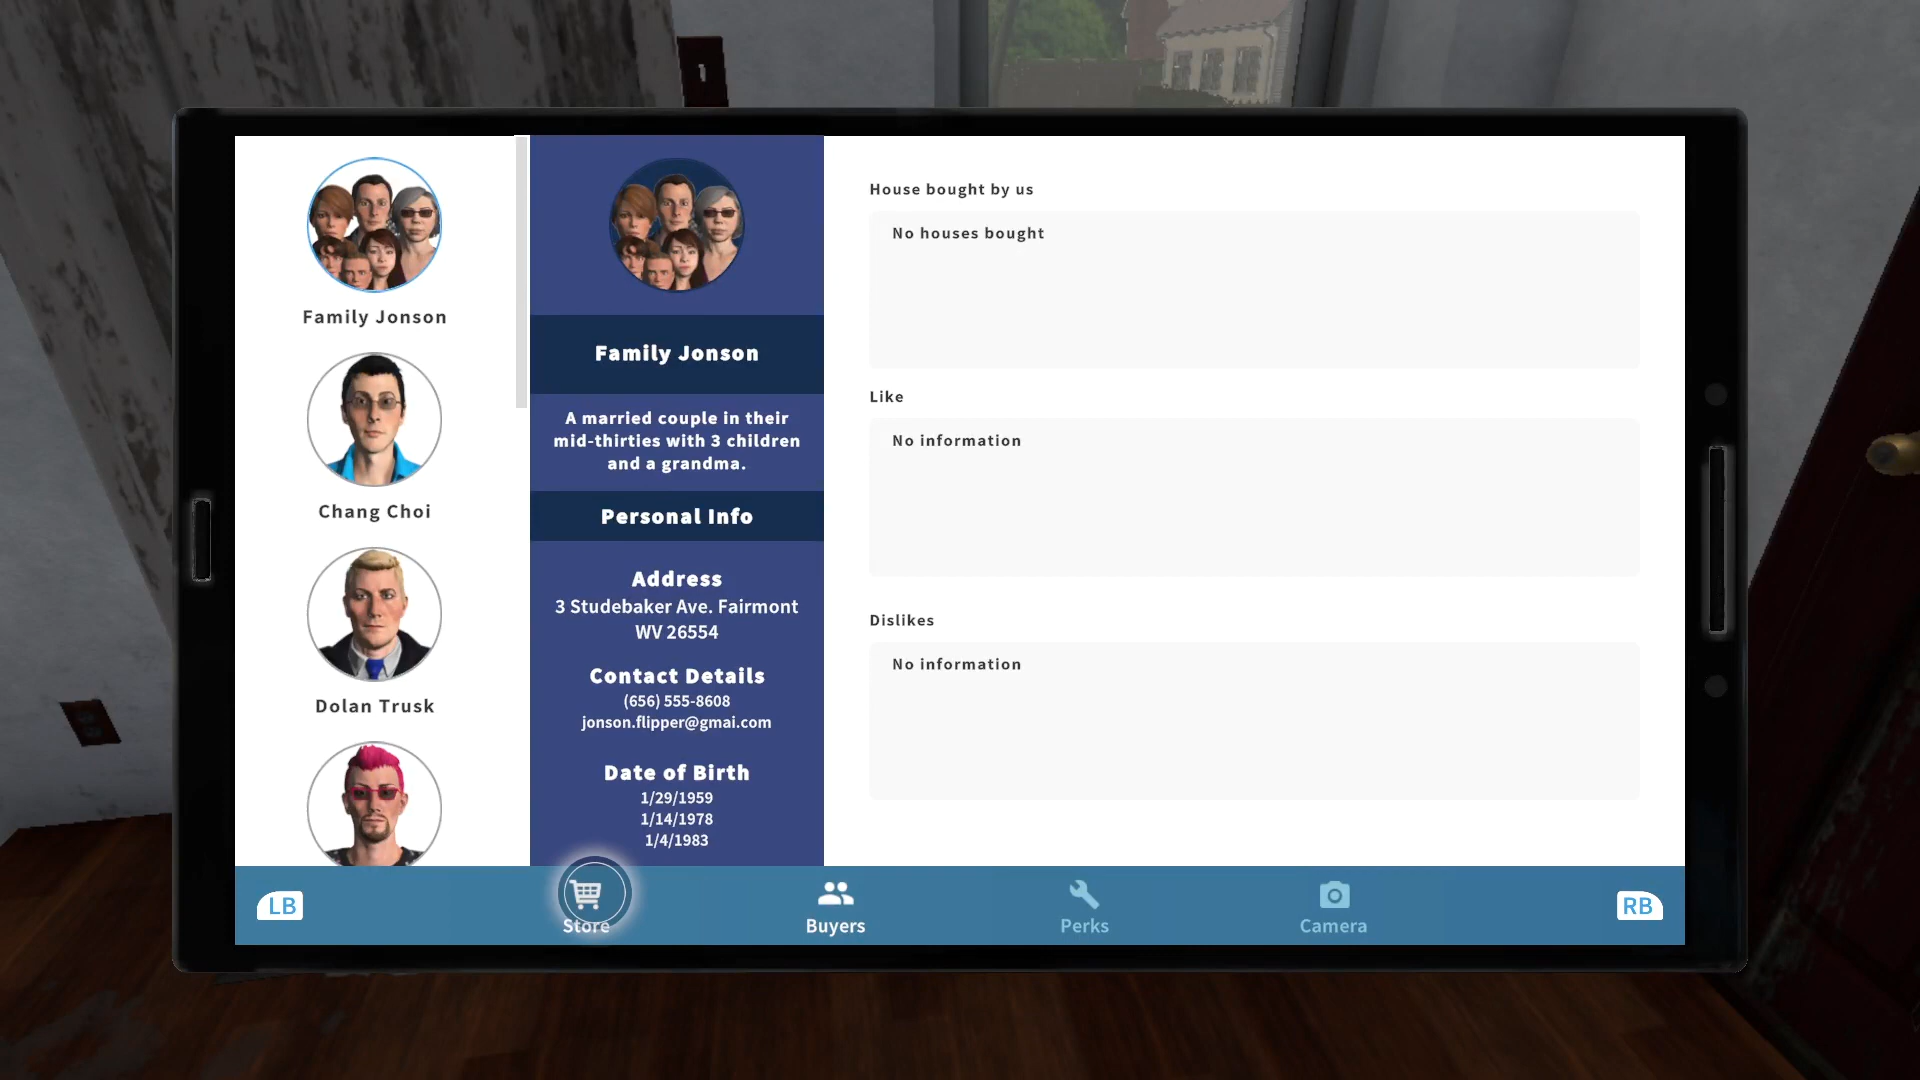 Family Jonson
Chang Choi
Dolan Trusk
Family Jonson
A married couple in their
mid-thirties with 3 children
and a grandma.
Personal Info
Address
3 Studebaker Ave. Fairmont
WV 26554
Contact Details
(656) 555-8608
jonson.flipper@gmai.com
Date of Birth
1/29/1959
1/14/1978
1/4/1983
House bought by us
No houses bought
Like
No information
Dislikes
No information
LB
Store
Buyers
Perks
Camera
RB